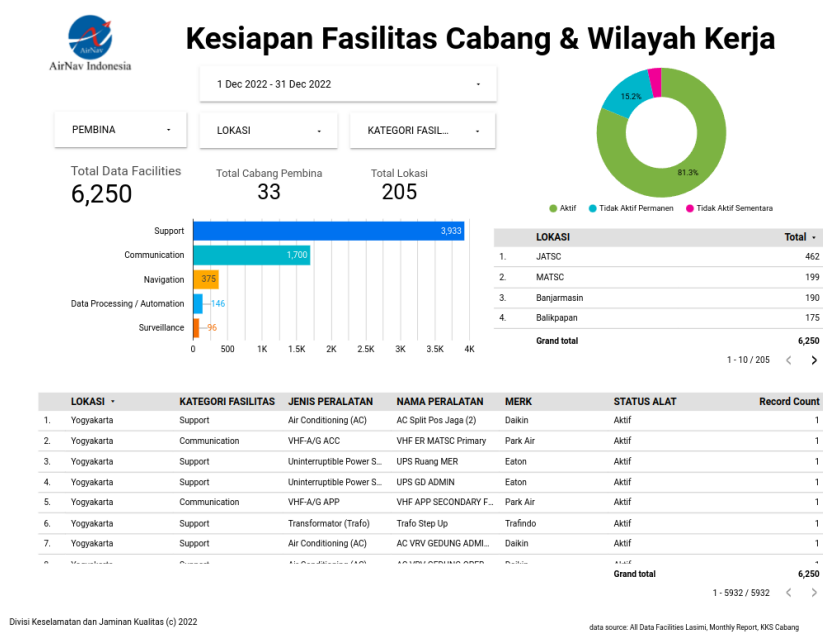 AirNav
AirNav Indonesia
Kesiapan Fasilitas Cabang & Wilayah Kerja
1 Dec 2022 - 31 Dec 2022
PEMBINA
LOKASI
KATEGORI FASIL...
Total Data Facilities
6,250
Total Cabang Pembina
33
Total Lokasi
205
15.2%
81.3%
Aktif Tidak Aktif Permanen Tidak Aktif Sementara
Support 3,933
Communication 1,700
Navigation 375
Data Processing / Automation 146
Surveillance 96
0 500 1K 1.5K 2K 2.5K 3K 3.5K 4K
LOKASI Total
1. JATSC 462
2. MATSC 199
3. Banjarmasin 190
4. Balikpapan 175
Grand total 6,250
1 - 10 / 205
LOKASI KATEGORI FASILITAS JENIS PERALATAN NAMA PERALATAN MERK STATUS ALAT Record Count
1. Yogyakarta Support Air Conditioning (AC) AC Split Pos Jaga (2) Daikin Aktif 1
2. Yogyakarta Communication VHF-A/G ACC VHF ER MATSC Primary Park Air Aktif 1
3. Yogyakarta Support Uninterruptible Power S... UPS Ruang MER Eaton Aktif 1
4. Yogyakarta Support Uninterruptible Power S... UPS GD ADMIN Eaton Aktif 1
5. Yogyakarta Communication VHF-A/G APP VHF APP SECONDARY F... Park Air Aktif 1
6. Yogyakarta Support Transformator (Trafo) Trafo Step Up Trafindo Aktif 1
7. Yogyakarta Support Air Conditioning (AC) AC VRV GEDUNG ADMI... Daikin Aktif 1
Grand total 6,250
1 - 5932 / 5932
Divisi Keselamatan dan Jaminan Kualitas (c) 2022
data source: All Data Facilities Lasimi, Monthly Report, KKS Cabang